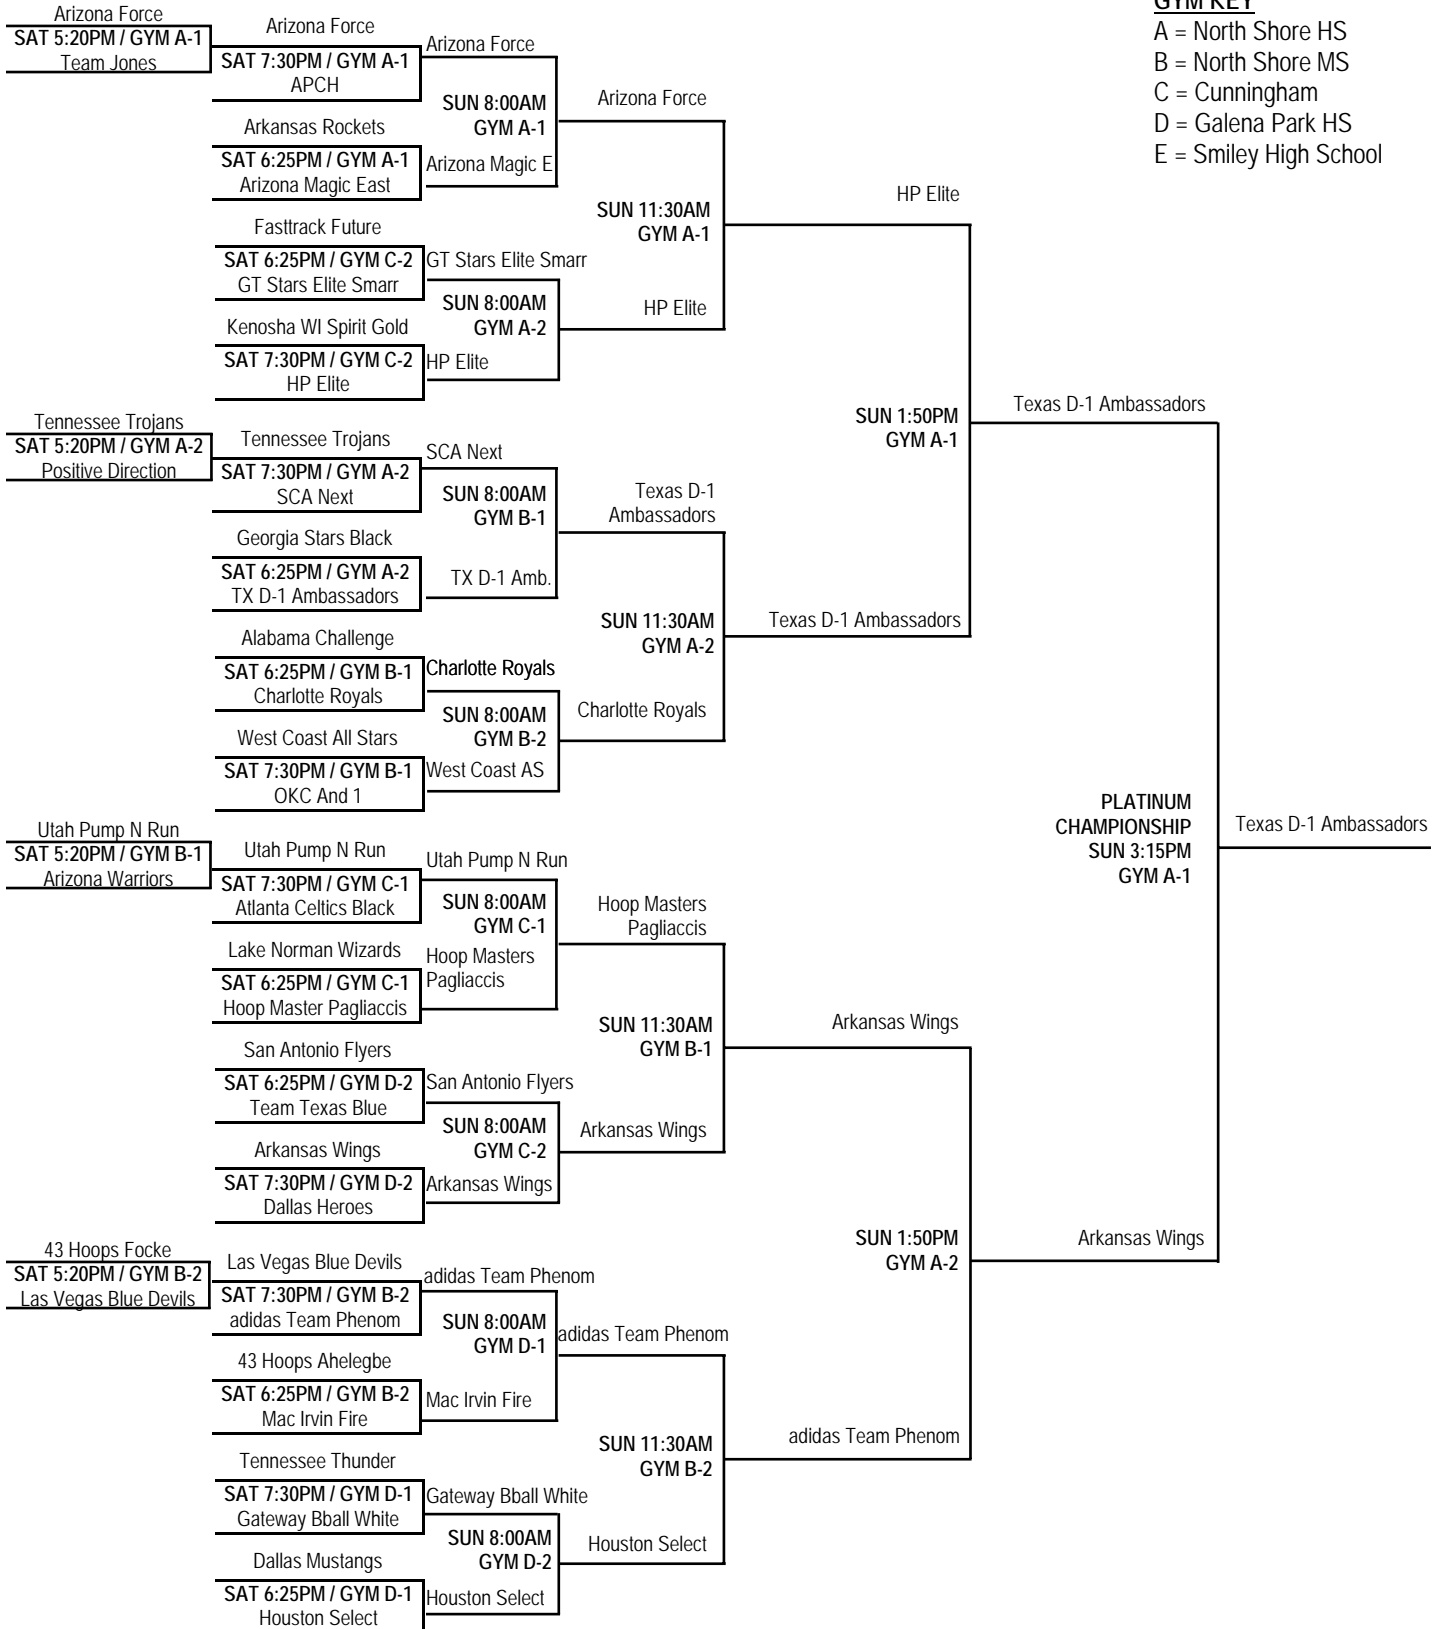 GYM KEY
A = North Shore HS
B = North Shore MS
C = Cunningham
D = Galena Park HS
E = Smiley High School
Arizona Force
SAT 5:20PM / GYM A-1
Team Jones
Arizona Force
SAT 7:30PM / GYM A-1
APCH
Arkansas Rockets
SAT 6:25PM / GYM A-1
Arizona Magic East
Fasttrack Future
SAT 6:25PM / GYM C-2
GT Stars Elite Smarr
Kenosha WI Spirit Gold
SAT 7:30PM / GYM C-2
HP Elite
Arizona Force
SUN 8:00AM
GYM A-1
Arizona Magic E
GT Stars Elite Smarr
SUN 8:00AM
GYM A-2
HP Elite
Arizona Force
SUN 11:30AM
GYM A-1
HP Elite
HP Elite
Tennessee Trojans
SAT 5:20PM / GYM A-2
Positive Direction
Tennessee Trojans
SAT 7:30PM / GYM A-2
SCA Next
Georgia Stars Black
SAT 6:25PM / GYM A-2
TX D-1 Ambassadors
Alabama Challenge
SAT 6:25PM / GYM B-1
Charlotte Royals
West Coast All Stars
SAT 7:30PM / GYM B-1
OKC And 1
SCA Next
SUN 8:00AM
GYM B-1
TX D-1 Amb.
Charlotte Royals
SUN 8:00AM
GYM B-2
West Coast AS
Texas D-1
Ambassadors
SUN 11:30AM
GYM A-2
Charlotte Royals
Texas D-1 Ambassadors
SUN 1:50PM
GYM A-1
Texas D-1 Ambassadors
Utah Pump N Run
SAT 5:20PM / GYM B-1
Arizona Warriors
Utah Pump N Run
SAT 7:30PM / GYM C-1
Atlanta Celtics Black
Lake Norman Wizards
SAT 6:25PM / GYM C-1
Hoop Master Pagliaccis
San Antonio Flyers
SAT 6:25PM / GYM D-2
Team Texas Blue
Arkansas Wings
SAT 7:30PM / GYM D-2
Dallas Heroes
Utah Pump N Run
SUN 8:00AM
GYM C-1
Hoop Masters
Pagliaccis
San Antonio Flyers
SUN 8:00AM
GYM C-2
Arkansas Wings
Hoop Masters
Pagliaccis
SUN 11:30AM
GYM B-1
Arkansas Wings
Arkansas Wings
43 Hoops Focke
SAT 5:20PM / GYM B-2
Las Vegas Blue Devils
Las Vegas Blue Devils
SAT 7:30PM / GYM B-2
adidas Team Phenom
43 Hoops Ahelegbe
SAT 6:25PM / GYM B-2
Mac Irvin Fire
Tennessee Thunder
SAT 7:30PM / GYM D-1
Gateway Bball White
Dallas Mustangs
SAT 6:25PM / GYM D-1
Houston Select
adidas Team Phenom
SUN 8:00AM
GYM D-1
Mac Irvin Fire
Gateway Bball White
SUN 8:00AM
GYM D-2
Houston Select
adidas Team Phenom
SUN 11:30AM
GYM B-2
Houston Select
adidas Team Phenom
SUN 1:50PM
GYM A-2
Arkansas Wings
PLATINUM
CHAMPIONSHIP
SUN 3:15PM
GYM A-1
Texas D-1 Ambassadors